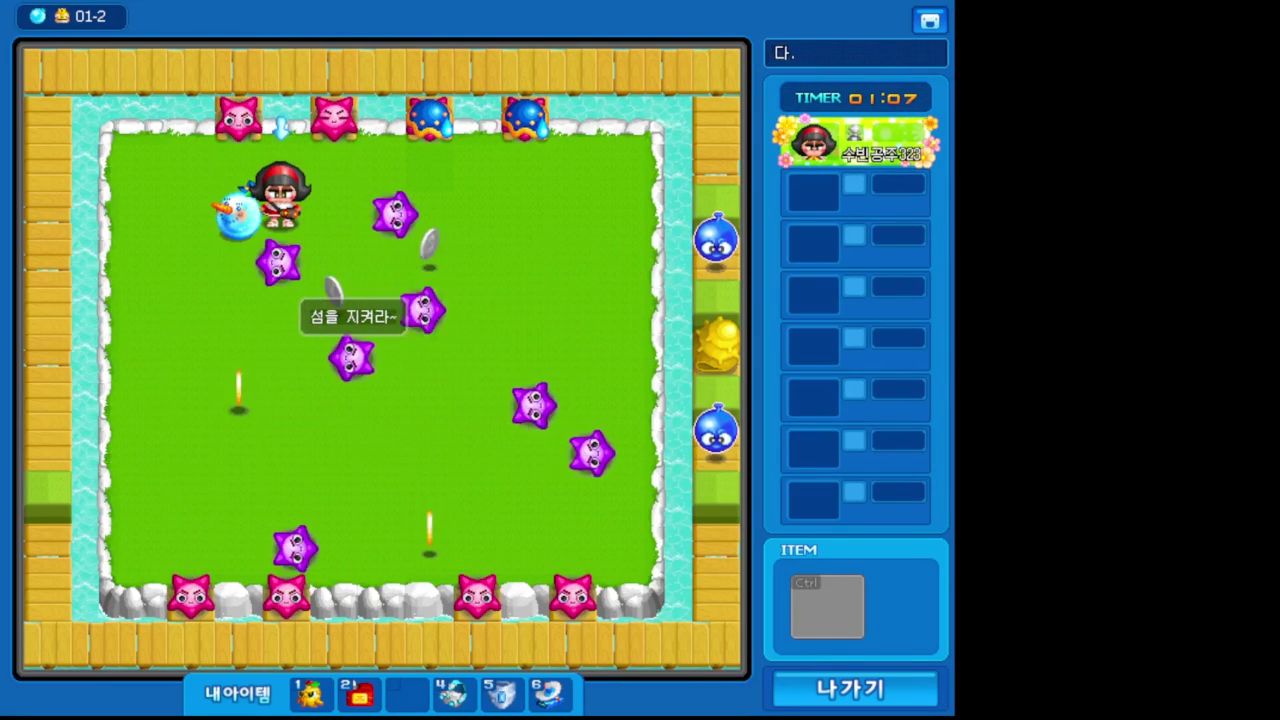 01-2
다.
TIMER 01:07
수빈공주023
섬을 지켜라~
ITEM
Ctrl
내아이템
1
2
4
5
6
나가기